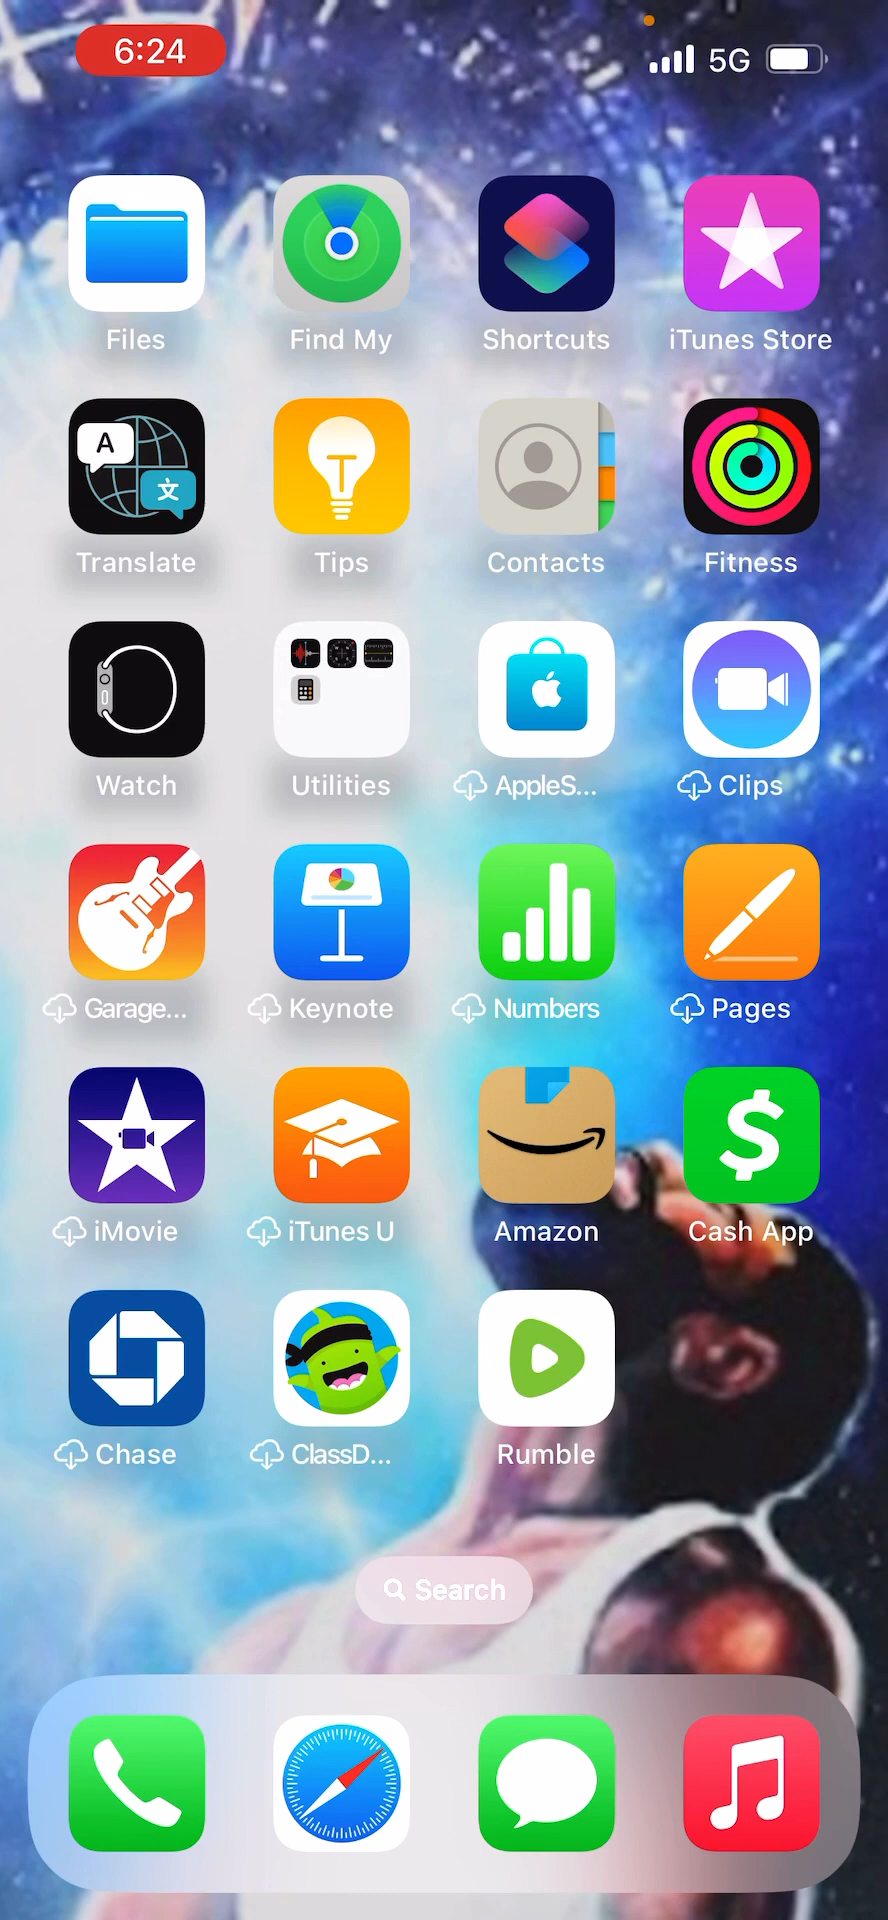 6:24 5G
Files Find My Shortcuts iTunes Store
A 文
Translate Tips Contacts Fitness
Watch Utilities AppleS... Clips
Garage... Keynote Numbers Pages
$
iMovie iTunes U Amazon Cash App
Chase ClassD... Rumble
Search